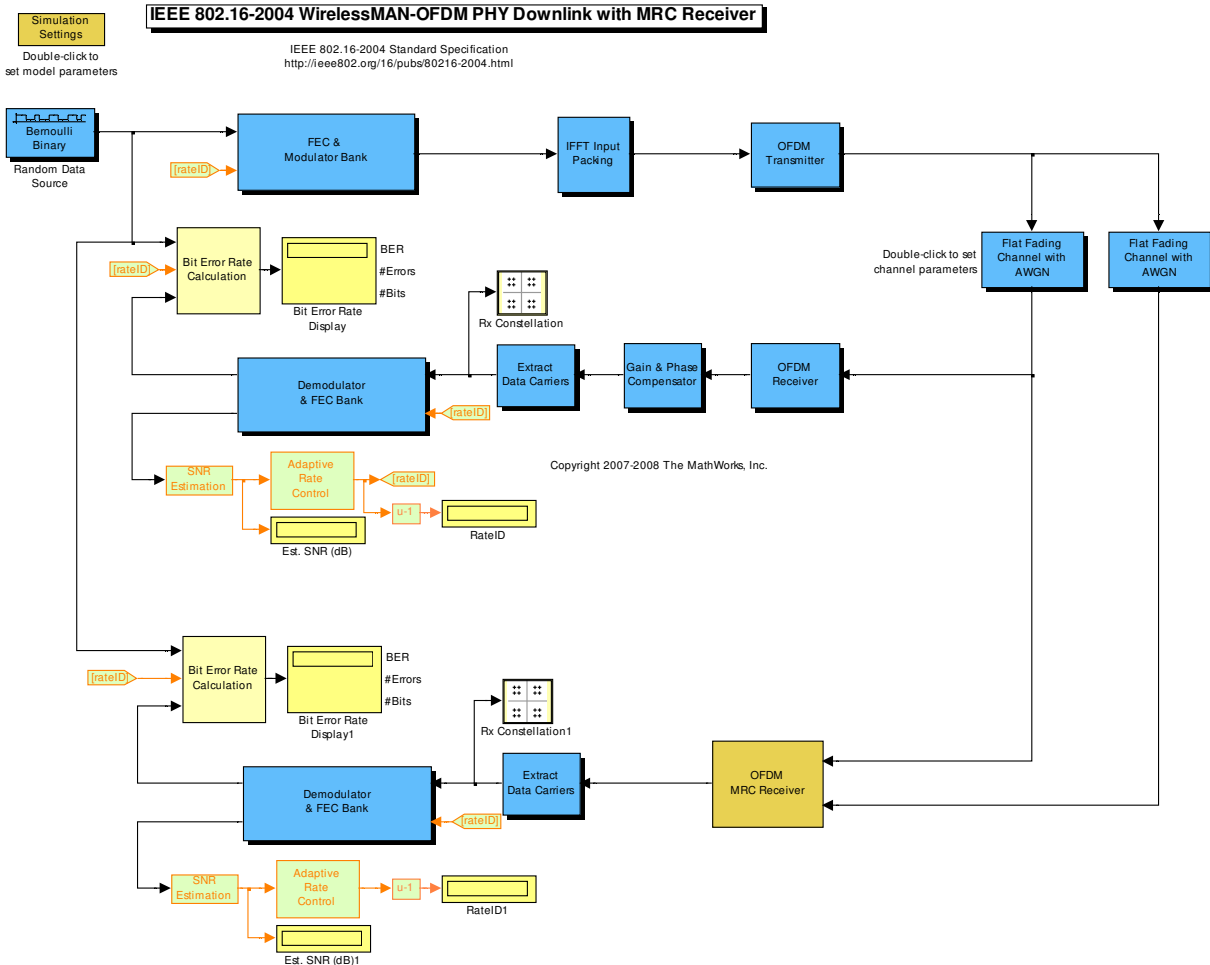 IEEE 802.16-2004 WirelessMAN-OFDM PHY Downlink with MRC Receiver
Simulation
Settings
Double-click to
set model parameters
IEEE 802.16-2004 Standard Specification
http://ieee802.org/16/pubs/80216-2004.html
Bernoulli
Binary
Random Data
Source
FEC &
Modulator Bank
[rateID]
IFFT Input
Packing
OFDM
Transmitter
Bit Error Rate
Calculation
[rateID]
BER
#Errors
#Bits
Bit Error Rate
Display
Rx Constellation
Double-click to set
channel parameters
Flat Fading
Channel with
AWGN
Flat Fading
Channel with
AWGN
Demodulator
& FEC Bank
[rateID]
Extract
Data Carriers
Gain & Phase
Compensator
OFDM
Receiver
SNR
Estimation
Adaptive
Rate
Control
[rateID]
u-1
RateID
Est. SNR (dB)
Copyright 2007-2008 The MathWorks, Inc.
Bit Error Rate
Calculation
[rateID]
BER
#Errors
#Bits
Bit Error Rate
Display1
Rx Constellation1
Demodulator
& FEC Bank
[rateID]
Extract
Data Carriers
OFDM
MRC Receiver
SNR
Estimation
Adaptive
Rate
Control
u-1
RateID1
Est. SNR (dB)1